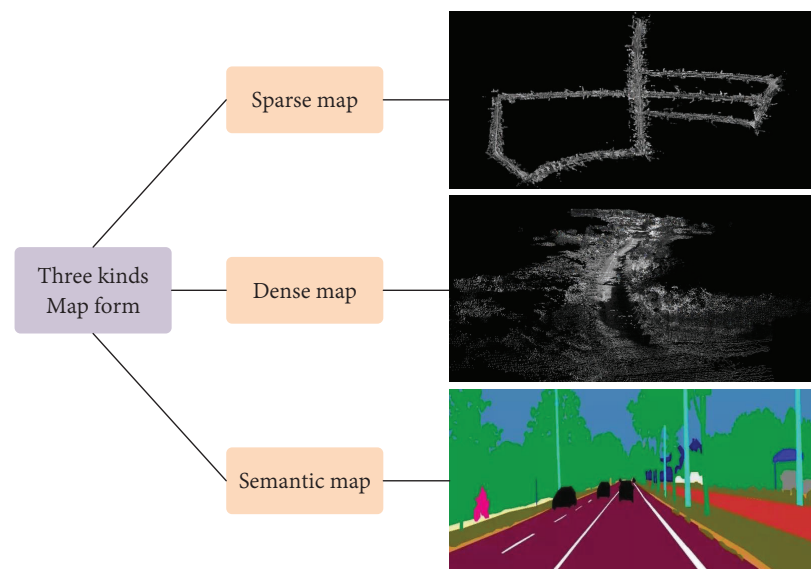 Sparse map
Three kinds
Map form
Dense map
Semantic map